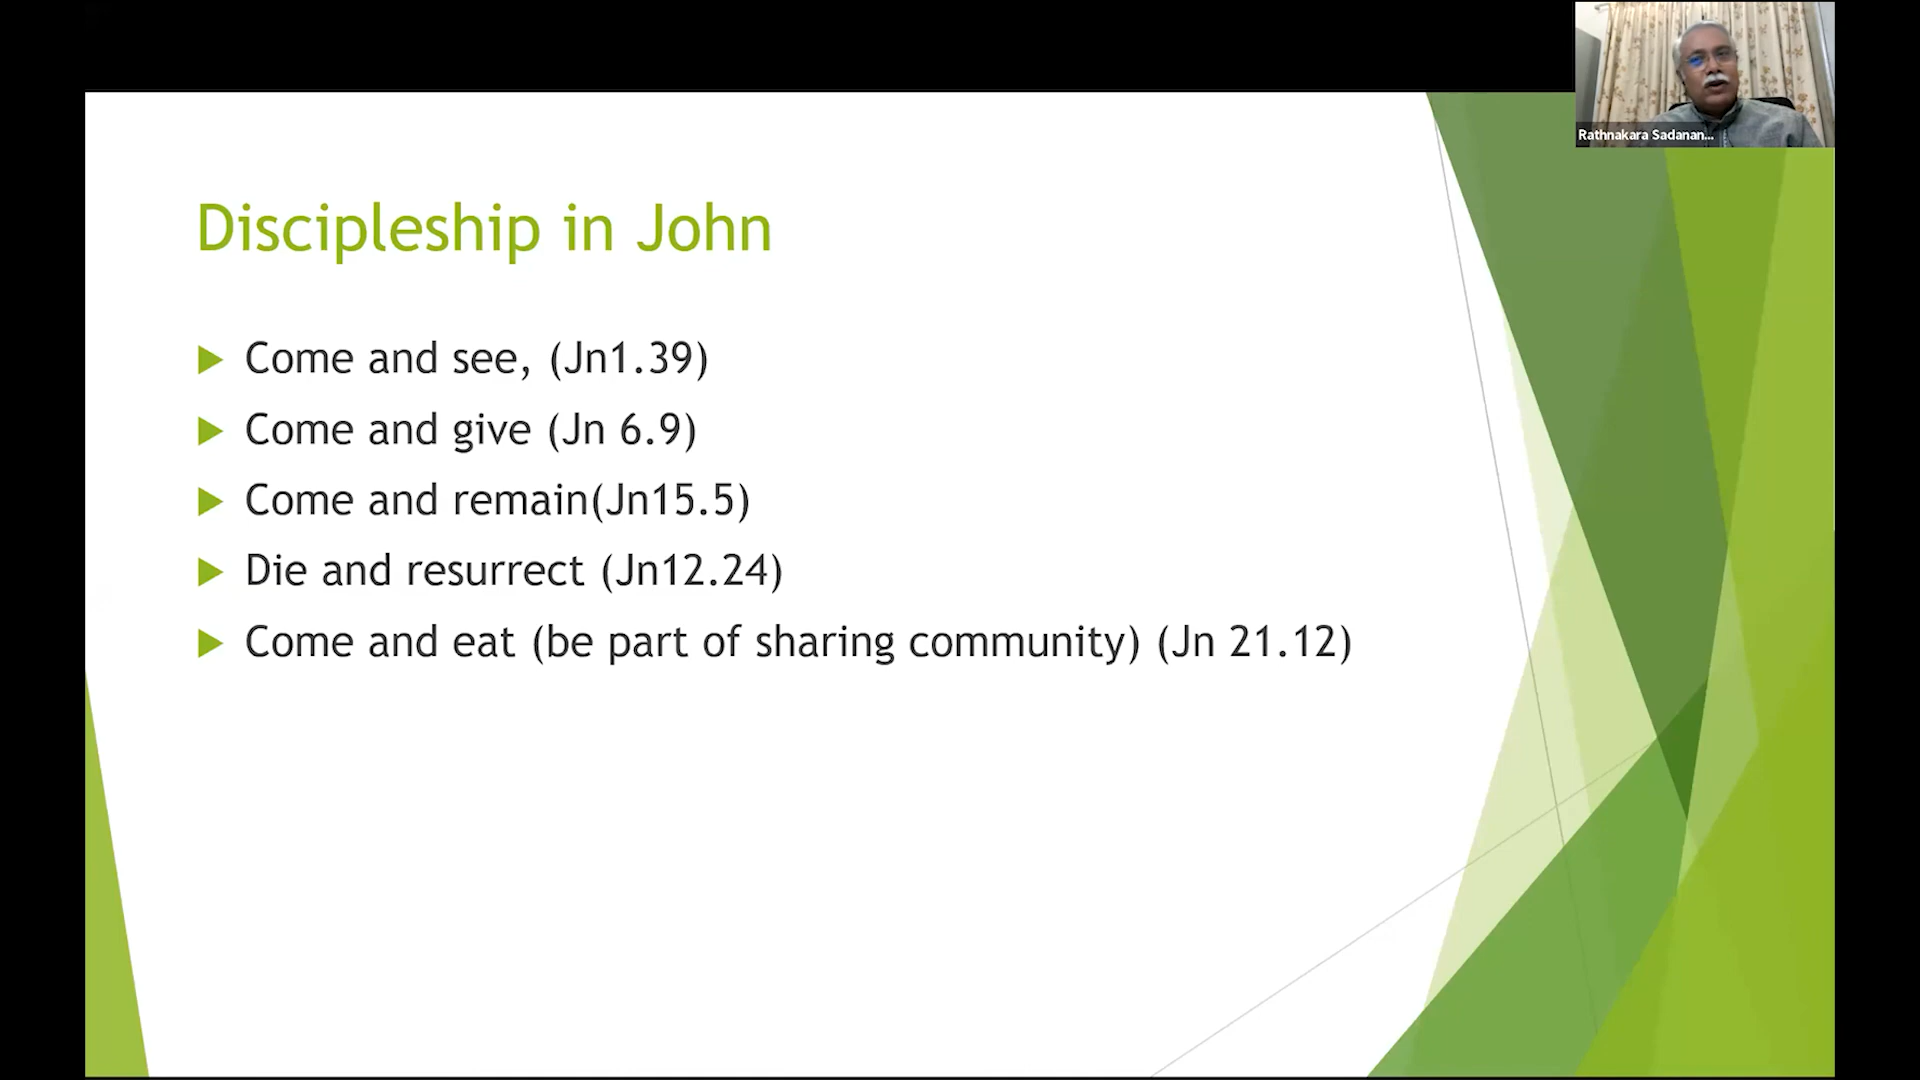 Rathnakara Sadanan...
Discipleship in John
Come and see, (Jn1.39)
Come and give (Jn 6.9)
Come and remain(Jn15.5)
Die and resurrect (Jn12.24)
Come and eat (be part of sharing community) (Jn 21.12)